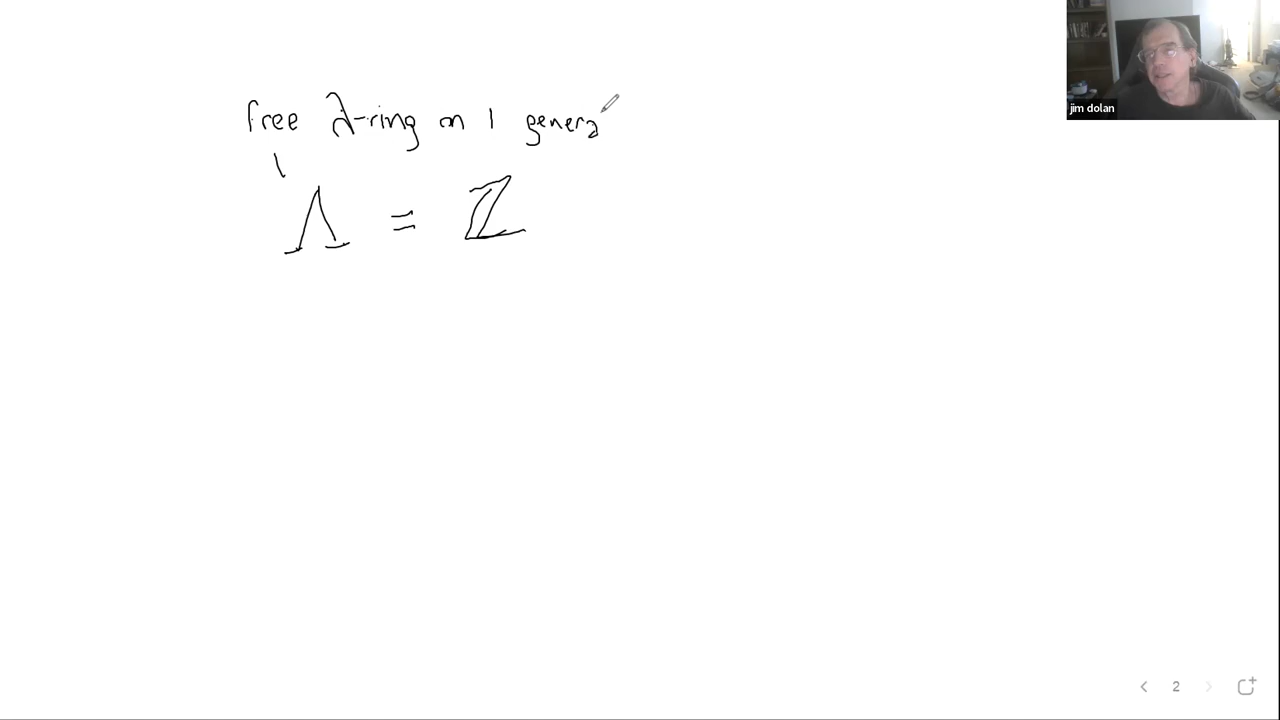 free λ-ring on 1 genera
Λ = ℤ
jim dolan
2